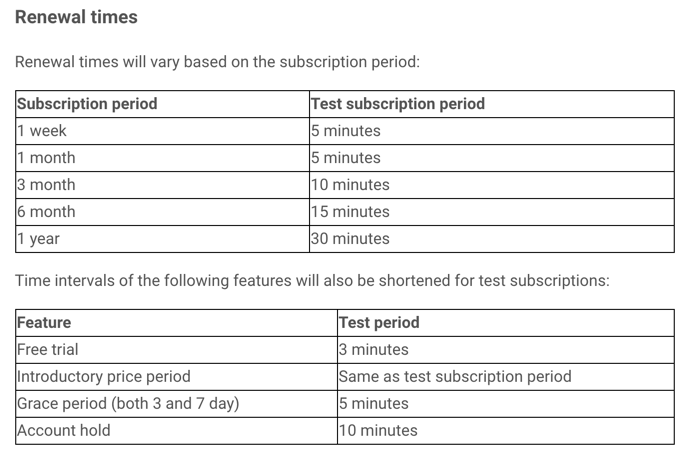 Renewal times
Renewal times will vary based on the subscription period:
Subscription period Test subscription period
1 week 5 minutes
1 month 5 minutes
3 month 10 minutes
6 month 15 minutes
1 year 30 minutes
Time intervals of the following features will also be shortened for test subscriptions:
Feature Test period
Free trial 3 minutes
Introductory price period Same as test subscription period
Grace period (both 3 and 7 day) 5 minutes
Account hold 10 minutes